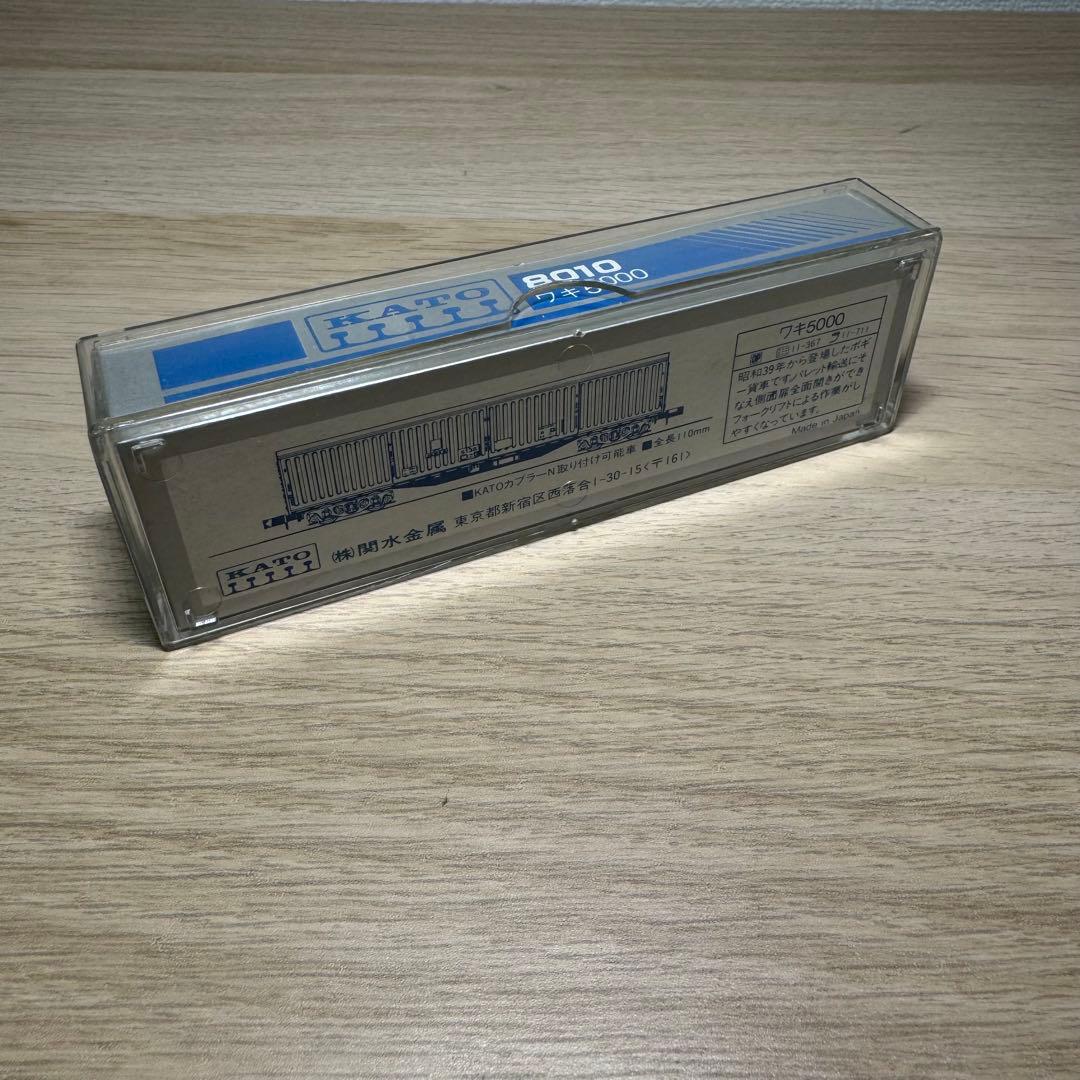 KATO
8010
ワキ5000
ワキ5000
11-367 11-711
昭和39年から登場したボギ
ー貨車です。パレット輸送にそ
なえ側面扉全面開きができ
フォークリフトによる作業がし
やすくなっています。
Made in Japan
■KATOカプラーN取り付け可能車 ■全長110mm
KATO
(株)関水金属 東京都新宿区西落合1-30-15〈〒161〉